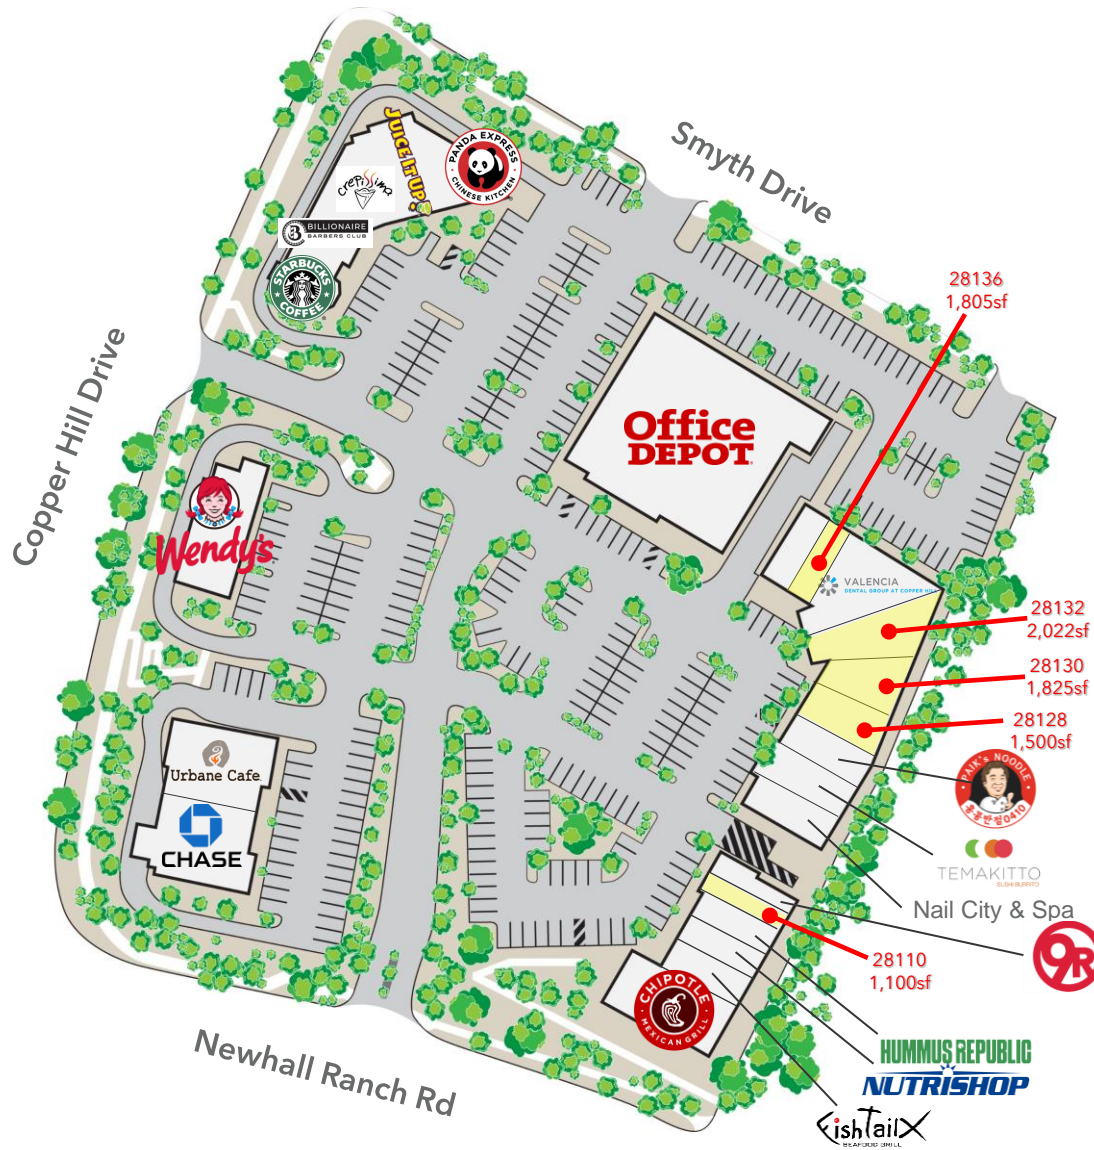 Smyth Drive
JUICE IT UP!
PANDA EXPRESS
CHINESE KITCHEN
crepissima
B
BILLIONAIRE
BARBERS CLUB
STARBUCKS
COFFEE
28136
1,805sf
Copper Hill Drive
Office
DEPOT
Wendy's
VALENCIA
DENTAL GROUP AT COPPER HILL
28132
2,022sf
28130
1,825sf
28128
1,500sf
Urbane Cafe
CHASE
PAIK's NOODLE
홍콩반점0410
TEMAKITTO
SUSHI BURRITO
Nail City & Spa
9R
28110
1,100sf
CHIPOTLE
MEXICAN GRILL
Newhall Ranch Rd
HUMMUS REPUBLIC
NUTRISHOP
FishTailX
SEAFOOD GRILL